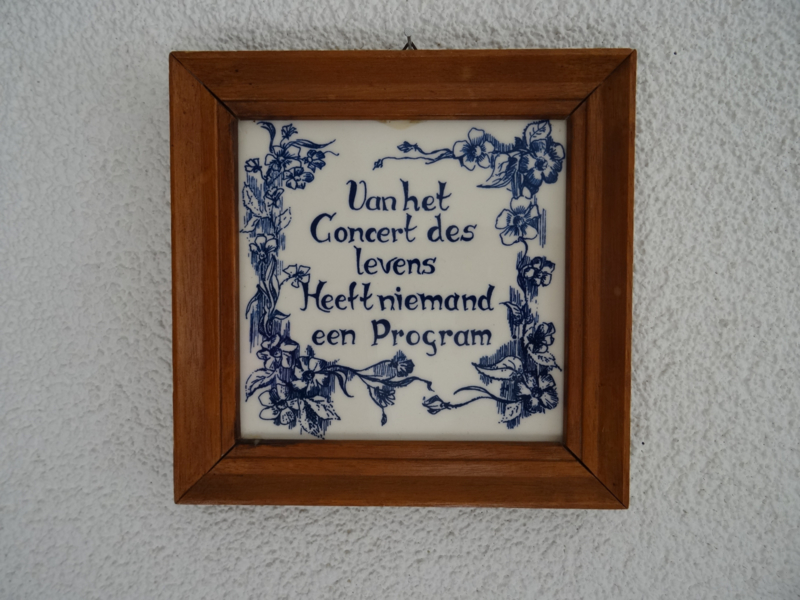 Van het
Concert des
levens
Heeft niemand
een Program